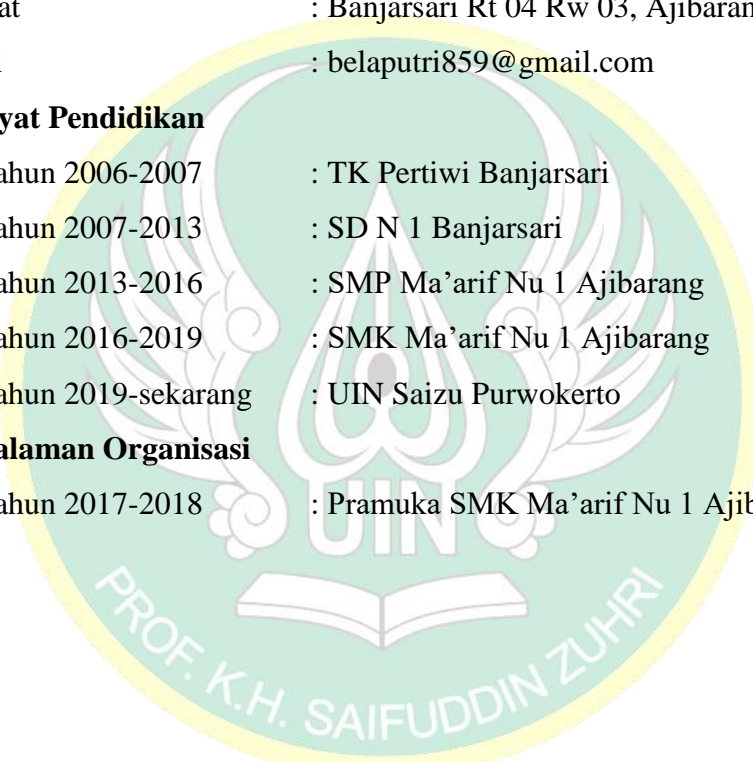 at : Banjarsari Rt 04 Rw 03, Ajibaran
: belaputri859@gmail.com
yat Pendidikan
ahun 2006-2007 : TK Pertiwi Banjarsari
ahun 2007-2013 : SD N 1 Banjarsari
ahun 2013-2016 : SMP Ma’arif Nu 1 Ajibarang
ahun 2016-2019 : SMK Ma’arif Nu 1 Ajibarang
ahun 2019-sekarang : UIN Saizu Purwokerto
alaman Organisasi
ahun 2017-2018 : Pramuka SMK Ma’arif Nu 1 Ajib
UIN
PROF. K.H. SAIFUDDIN ZUHRI